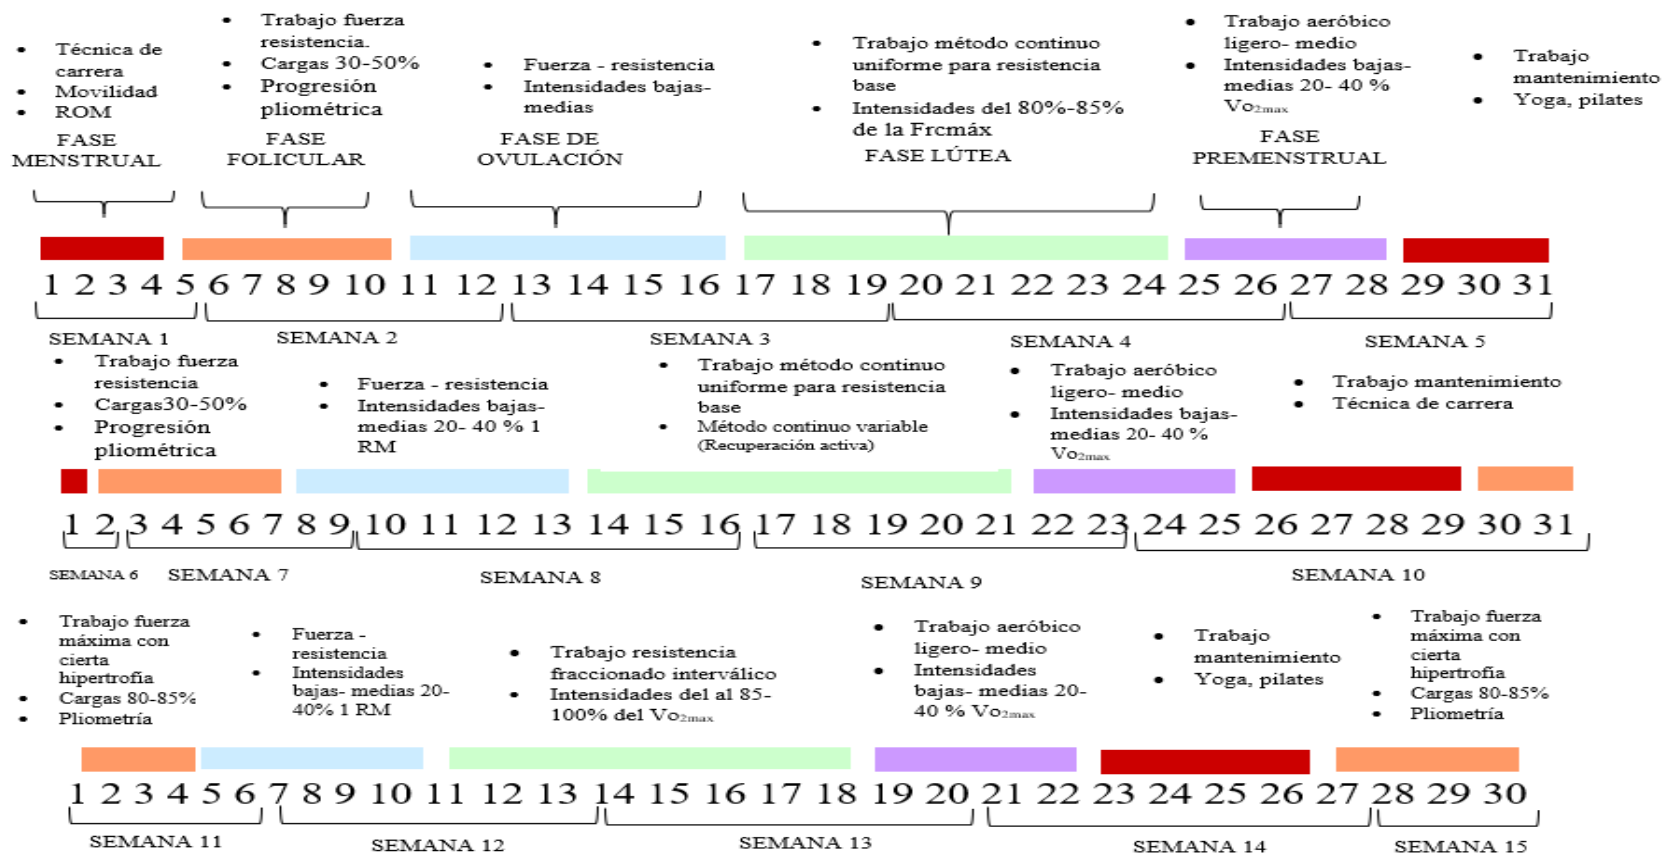 • Técnica de
carrera
• Movilidad
• ROM
FASE
MENSTRUAL
• Trabajo fuerza
resistencia.
• Cargas 30-50%
• Progresión
pliométrica
FASE
FOLICULAR
• Fuerza - resistencia
• Intensidades bajas-
medias
FASE DE
OVULACIÓN
• Trabajo método continuo
uniforme para resistencia
base
• Intensidades del 80%-85%
de la Frcmáx
FASE LÚTEA
• Trabajo aeróbico
ligero- medio
• Intensidades bajas-
medias 20- 40 %
Vo₂max
FASE
PREMENSTRUAL
• Trabajo
mantenimiento
• Yoga, pilates
1 2 3 4 5 6 7 8 9 10 11 12 13 14 15 16 17 18 19 20 21 22 23 24 25 26 27 28 29 30 31
SEMANA 1
SEMANA 2
SEMANA 3
SEMANA 4
SEMANA 5
• Trabajo fuerza
resistencia
• Cargas30-50%
• Progresión
pliométrica
• Fuerza - resistencia
• Intensidades bajas-
medias 20- 40 % 1
RM
• Trabajo método continuo
uniforme para resistencia
base
• Método continuo variable
(Recuperación activa)
• Trabajo aeróbico
ligero- medio
• Intensidades bajas-
medias 20- 40 %
Vo₂max
• Trabajo mantenimiento
• Técnica de carrera
1 2 3 4 5 6 7 8 9 10 11 12 13 14 15 16 17 18 19 20 21 22 23 24 25 26 27 28 29 30 31
SEMANA 6
SEMANA 7
SEMANA 8
SEMANA 9
SEMANA 10
• Trabajo fuerza
máxima con
cierta
hipertrofía
• Cargas 80-85%
• Pliometría
• Fuerza -
resistencia
• Intensidades
bajas- medias 20-
40% 1 RM
• Trabajo resistencia
fraccionado interválico
• Intensidades del al 85-
100% del Vo₂max
• Trabajo aeróbico
ligero- medio
• Intensidades
bajas- medias 20-
40 % Vo₂max
• Trabajo
mantenimiento
• Yoga, pilates
• Trabajo fuerza
máxima con
cierta
hipertrofía
• Cargas 80-85%
• Pliometría
1 2 3 4 5 6 7 8 9 10 11 12 13 14 15 16 17 18 19 20 21 22 23 24 25 26 27 28 29 30
SEMANA 11
SEMANA 12
SEMANA 13
SEMANA 14
SEMANA 15